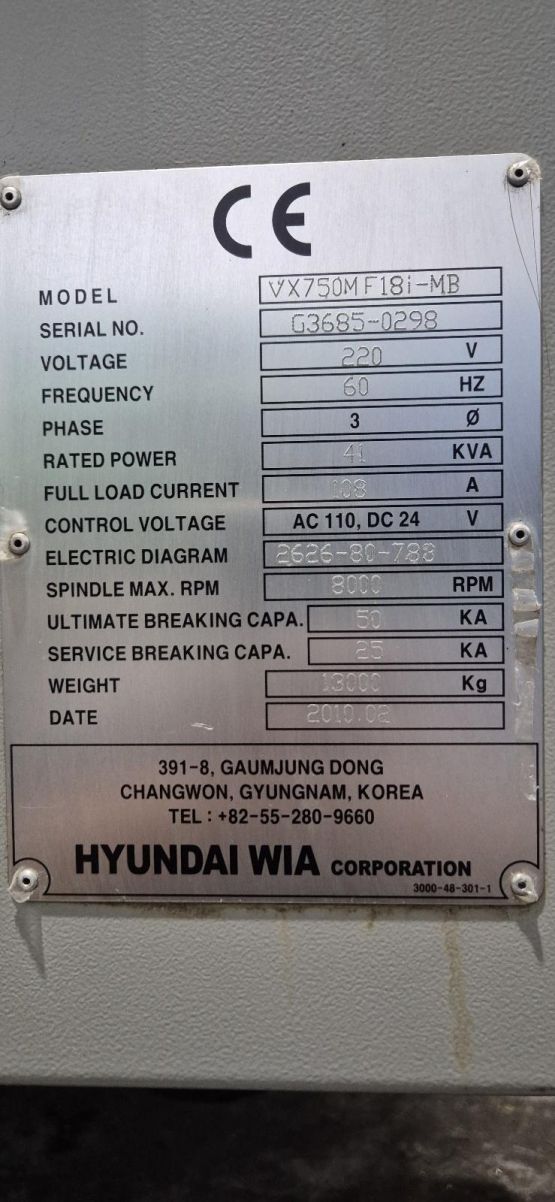 CE
MODEL VX750M F18i-MB
SERIAL NO. G3685-0298
VOLTAGE 220 V
FREQUENCY 60 HZ
PHASE 3 Ø
RATED POWER 41 KVA
FULL LOAD CURRENT 108 A
CONTROL VOLTAGE AC 110, DC 24 V
ELECTRIC DIAGRAM 2626-80-788
SPINDLE MAX. RPM 8000 RPM
ULTIMATE BREAKING CAPA. 50 KA
SERVICE BREAKING CAPA. 25 KA
WEIGHT 13000 Kg
DATE 2010.02
391-8, GAUMJUNG DONG
CHANGWON, GYUNGNAM, KOREA
TEL : +82-55-280-9660
HYUNDAI WIA CORPORATION
3000-48-301-1